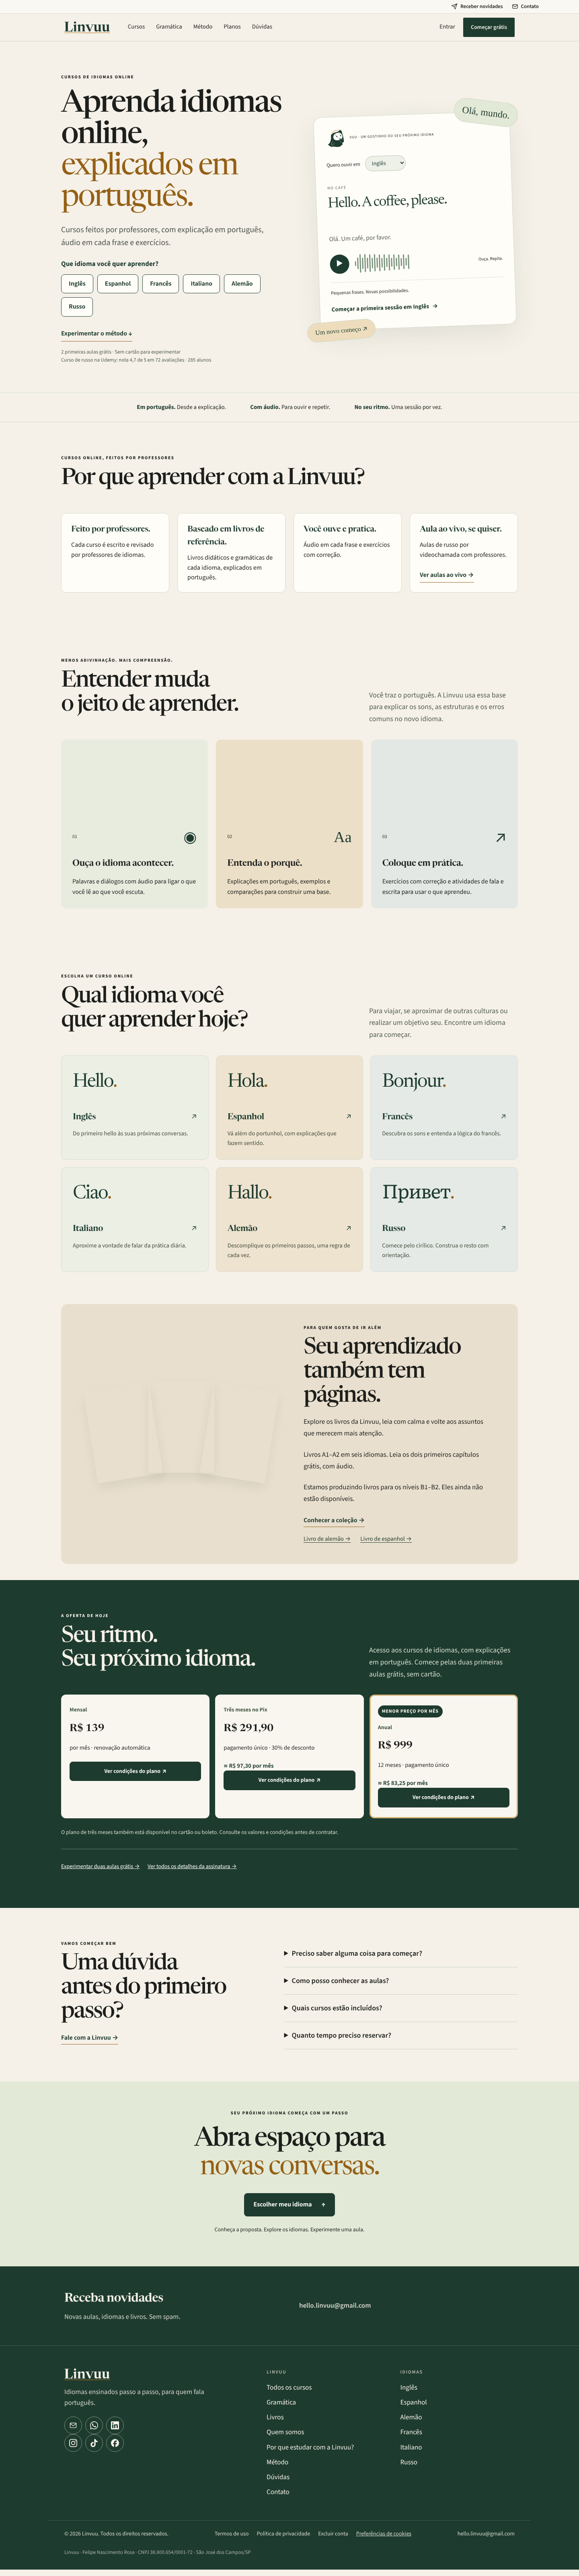 Receber novidades Contato
Linvuu Cursos Gramática Método Planos Dúvidas Entrar Começar grátis
CURSOS DE IDIOMAS ONLINE
Aprenda idiomas
online,
explicados em
português.
Cursos feitos por professores, com explicação em português,
áudio em cada frase e exercícios.
Que idioma você quer aprender?
Inglês Espanhol Francês Italiano Alemão
Russo
Experimentar o método ↓
2 primeiras aulas grátis · Sem cartão para experimentar
Curso de russo na Udemy: nota 4,7 de 5 em 72 avaliações · 285 alunos
Olá, mundo.
VUU · UM GOSTINHO DO SEU PRÓXIMO IDIOMA
Quero ouvir em Inglês
NO CAFÉ
Hello. A coffee, please.
Olá. Um café, por favor.
Ouça. Repita.
Pequenas frases. Novas possibilidades.
Começar a primeira sessão em Inglês →
Um novo começo ↗
Em português. Desde a explicação. Com áudio. Para ouvir e repetir. No seu ritmo. Uma sessão por vez.
CURSOS ONLINE, FEITOS POR PROFESSORES
Por que aprender com a Linvuu?
Feito por professores.
Cada curso é escrito e revisado
por professores de idiomas.
Baseado em livros de
referência.
Livros didáticos e gramáticas de
cada idioma, explicados em
português.
Você ouve e pratica.
Áudio em cada frase e exercícios
com correção.
Aula ao vivo, se quiser.
Aulas de russo por
videochamada com professores.
Ver aulas ao vivo →
MENOS ADIVINHAÇÃO. MAIS COMPREENSÃO.
Entender muda
o jeito de aprender.
Você traz o português. A Linvuu usa essa base
para explicar os sons, as estruturas e os erros
comuns no novo idioma.
01
Ouça o idioma acontecer.
Palavras e diálogos com áudio para ligar o que
você lê ao que você escuta.
02 Aa
Entenda o porquê.
Explicações em português, exemplos e
comparações para construir uma base.
03 ↗
Coloque em prática.
Exercícios com correção e atividades de fala e
escrita para usar o que aprendeu.
ESCOLHA UM CURSO ONLINE
Qual idioma você
quer aprender hoje?
Para viajar, se aproximar de outras culturas ou
realizar um objetivo seu. Encontre um idioma
para começar.
Hello.
Inglês ↗
Do primeiro hello às suas próximas conversas.
Hola.
Espanhol ↗
Vá além do portunhol, com explicações que
fazem sentido.
Bonjour.
Francês ↗
Descubra os sons e entenda a lógica do francês.
Ciao.
Italiano ↗
Aproxime a vontade de falar da prática diária.
Hallo.
Alemão ↗
Descomplique os primeiros passos, uma regra de
cada vez.
Привет.
Russo ↗
Comece pelo cirílico. Construa o resto com
orientação.
PARA QUEM GOSTA DE IR ALÉM
Seu aprendizado
também tem
páginas.
Explore os livros da Linvuu, leia com calma e volte aos assuntos
que merecem mais atenção.
Livros A1–A2 em seis idiomas. Leia os dois primeiros capítulos
grátis, com áudio.
Estamos produzindo livros para os níveis B1–B2. Eles ainda não
estão disponíveis.
Conhecer a coleção →
Livro de alemão → Livro de espanhol →
A OFERTA DE HOJE
Seu ritmo.
Seu próximo idioma.
Acesso aos cursos de idiomas, com explicações
em português. Comece pelas duas primeiras
aulas grátis, sem cartão.
Mensal
R$ 139
por mês · renovação automática
Ver condições do plano ↗
Três meses no Pix
R$ 291,90
pagamento único · 30% de desconto
≈ R$ 97,30 por mês
Ver condições do plano ↗
MENOR PREÇO POR MÊS
Anual
R$ 999
12 meses · pagamento único
≈ R$ 83,25 por mês
Ver condições do plano ↗
O plano de três meses também está disponível no cartão ou boleto. Consulte os valores e condições antes de contratar.
Experimentar duas aulas grátis → Ver todos os detalhes da assinatura →
VAMOS COMEÇAR BEM
Uma dúvida
antes do primeiro
passo?
Fale com a Linvuu →
Preciso saber alguma coisa para começar?
Como posso conhecer as aulas?
Quais cursos estão incluídos?
Quanto tempo preciso reservar?
SEU PRÓXIMO IDIOMA COMEÇA COM UM PASSO
Abra espaço para
novas conversas.
Escolher meu idioma ↑
Conheça a proposta. Explore os idiomas. Experimente uma aula.
Receba novidades
Novas aulas, idiomas e livros. Sem spam.
hello.linvuu@gmail.com
Linvuu
Idiomas ensinados passo a passo, para quem fala
português.
LINVUU
Todos os cursos
Gramática
Livros
Quem somos
Por que estudar com a Linvuu?
Método
Dúvidas
Contato
IDIOMAS
Inglês
Espanhol
Alemão
Francês
Italiano
Russo
© 2026 Linvuu. Todos os direitos reservados. Termos de uso Política de privacidade Excluir conta Preferências de cookies hello.linvuu@gmail.com
Linvuu · Felipe Nascimento Rosa · CNPJ 38.800.654/0001-72 · São José dos Campos/SP